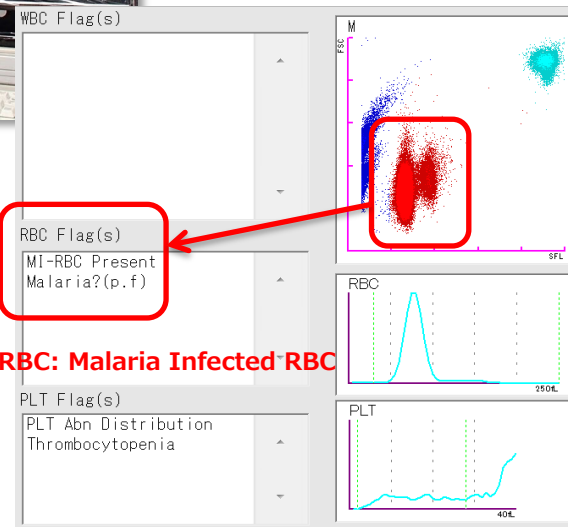 WBC Flag(s)
M
FSC
SFL
RBC Flag(s)
MI-RBC Present
Malaria?(p.f)
RBC
250fL
RBC: Malaria Infected RBC
PLT Flag(s)
PLT Abn Distribution
Thrombocytopenia
PLT
40fL